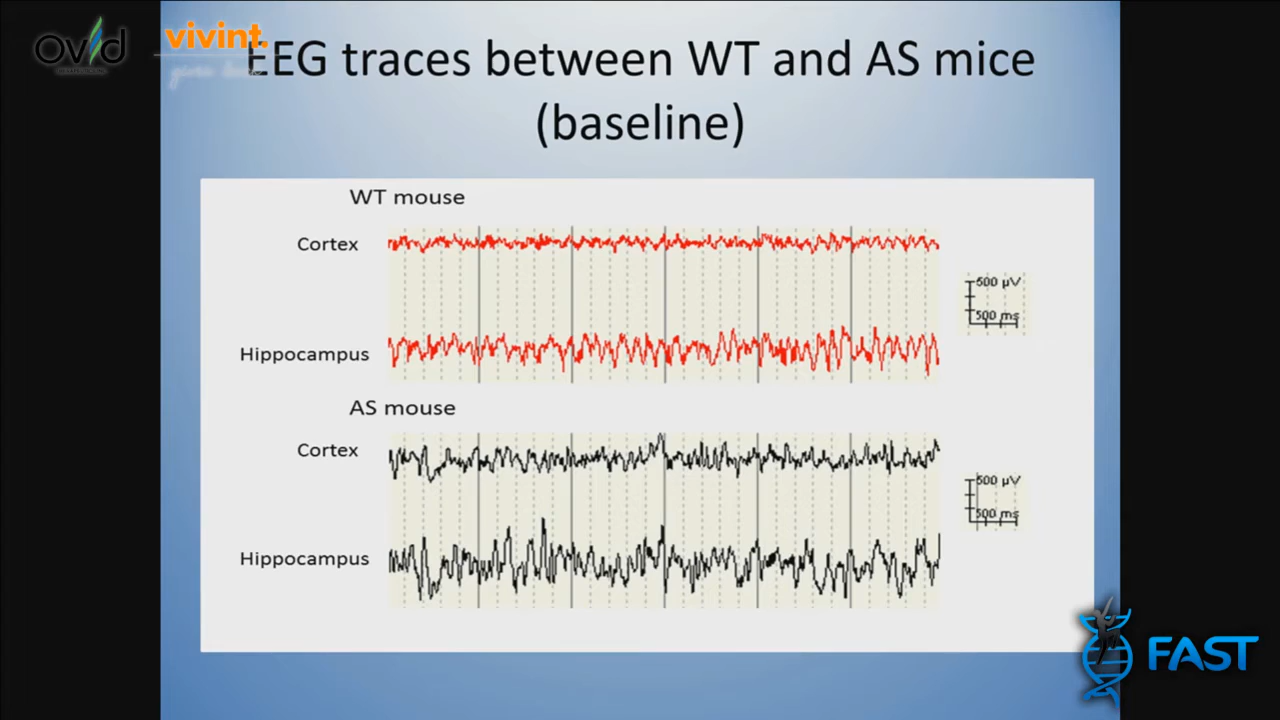 ovid
vivint.
EEG traces between WT and AS mice
(baseline)
WT mouse
Cortex
500 µV
500 ms
Hippocampus
AS mouse
Cortex
500 µV
500 ms
Hippocampus
FAST